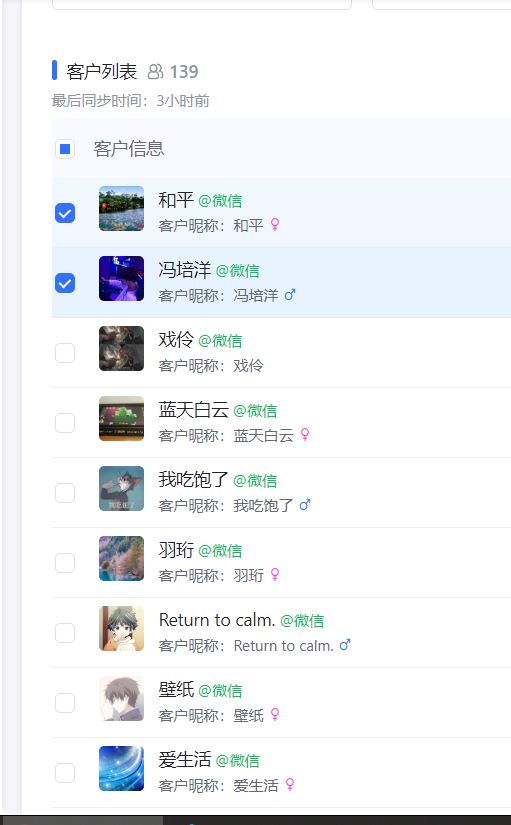 客户列表 139
最后同步时间：3小时前
客户信息
和平 @微信
客户昵称：和平
冯培洋 @微信
客户昵称：冯培洋
戏伶 @微信
客户昵称：戏伶
蓝天白云 @微信
客户昵称：蓝天白云
我吃饱了 @微信
客户昵称：我吃饱了
我吃饱了
羽珩 @微信
客户昵称：羽珩
Return to calm. @微信
客户昵称：Return to calm.
壁纸 @微信
客户昵称：壁纸
爱生活 @微信
客户昵称：爱生活